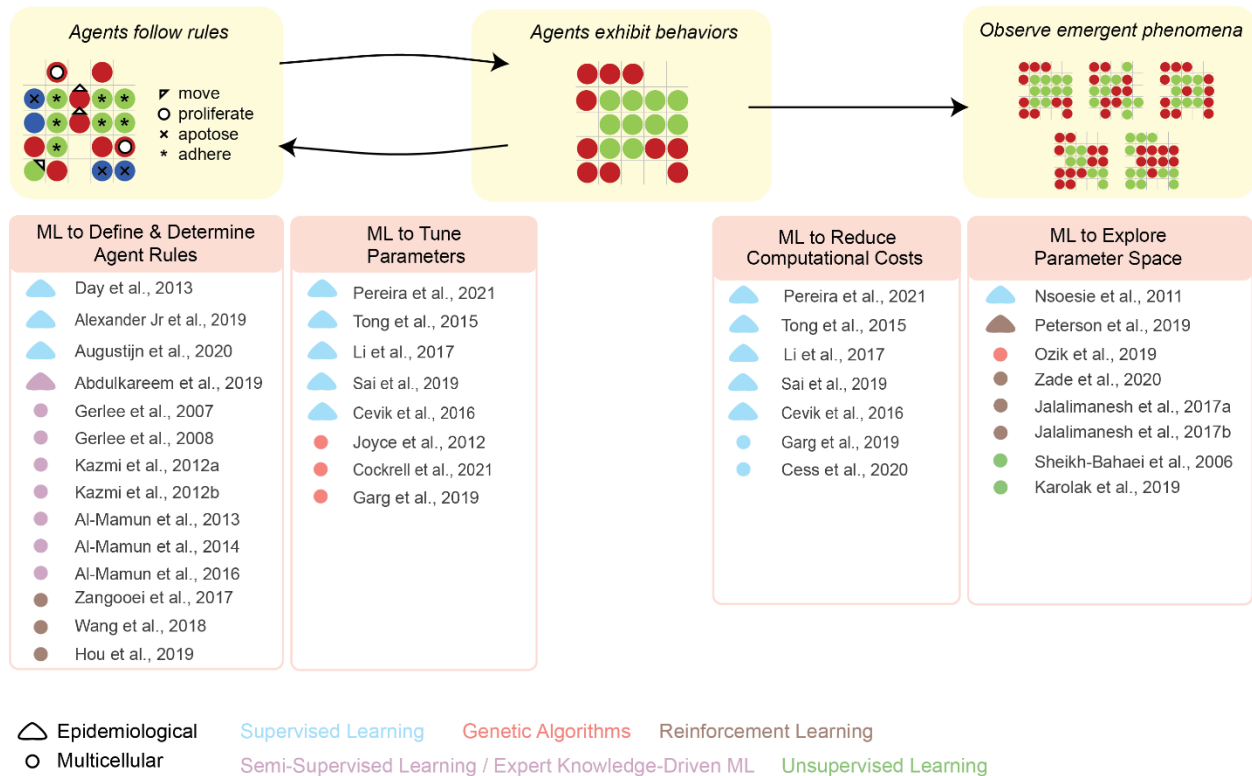 Agents follow rules
move
proliferate
apotose
adhere
Agents exhibit behaviors
Observe emergent phenomena
ML to Define & Determine
Agent Rules
Day et al., 2013
Alexander Jr et al., 2019
Augustijn et al., 2020
Abdulkareem et al., 2019
Gerlee et al., 2007
Gerlee et al., 2008
Kazmi et al., 2012a
Kazmi et al., 2012b
Al-Mamun et al., 2013
Al-Mamun et al., 2014
Al-Mamun et al., 2016
Zangooei et al., 2017
Wang et al., 2018
Hou et al., 2019
ML to Tune
Parameters
Pereira et al., 2021
Tong et al., 2015
Li et al., 2017
Sai et al., 2019
Cevik et al., 2016
Joyce et al., 2012
Cockrell et al., 2021
Garg et al., 2019
ML to Reduce
Computational Costs
Pereira et al., 2021
Tong et al., 2015
Li et al., 2017
Sai et al., 2019
Cevik et al., 2016
Garg et al., 2019
Cess et al., 2020
ML to Explore
Parameter Space
Nsoesie et al., 2011
Peterson et al., 2019
Ozik et al., 2019
Zade et al., 2020
Jalalimanesh et al., 2017a
Jalalimanesh et al., 2017b
Sheikh-Bahaei et al., 2006
Karolak et al., 2019
Epidemiological
Multicellular
Supervised Learning
Genetic Algorithms
Reinforcement Learning
Semi-Supervised Learning / Expert Knowledge-Driven ML
Unsupervised Learning